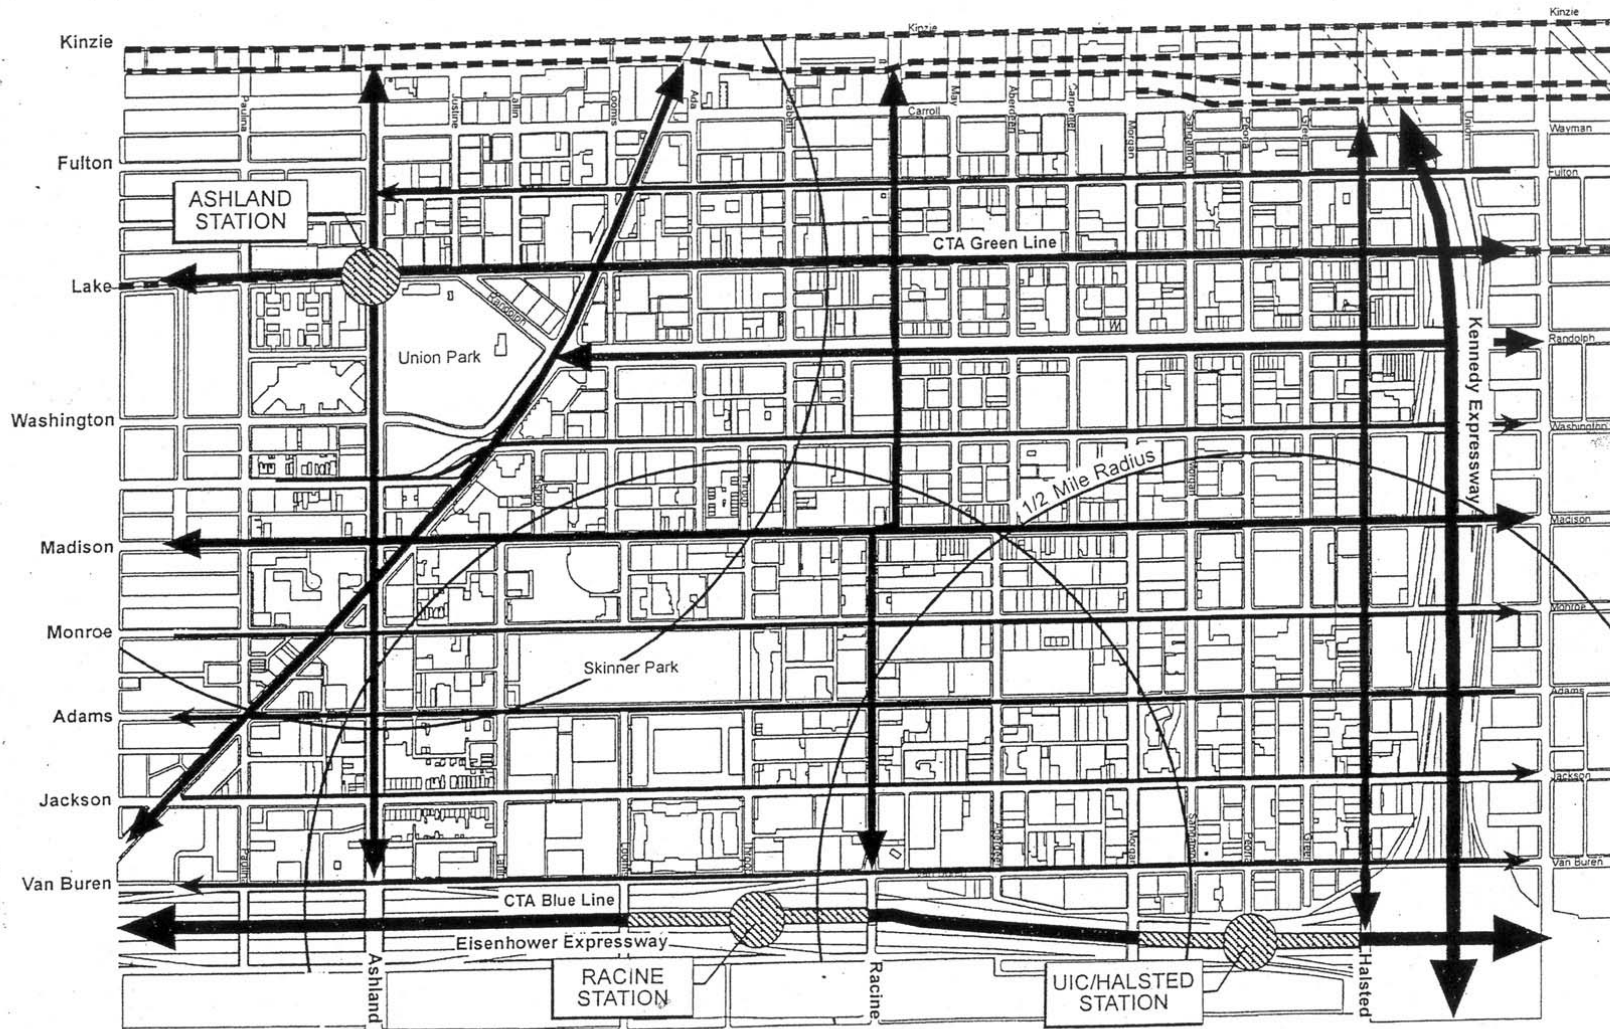 Kinzie
Kinzie
Kinzie
Carroll
Paulina
Justine
Laflin
Loomis
Ada
Elizabeth
May
Aberdeen
Carpenter
Morgan
Sangamon
Peoria
Green
Union
Wayman
Fulton
Fulton
ASHLAND
STATION
CTA Green Line
Lake
Randolph
Union Park
Randolph
Kennedy Expressway
Washington
Washington
1/2 Mile Radius
Madison
Madison
Monroe
Monroe
Skinner Park
Adams
Adams
Jackson
Jackson
Van Buren
Van Buren
CTA Blue Line
Eisenhower Expressway
RACINE
STATION
UIC/HALSTED
STATION
Ashland
Racine
Halsted